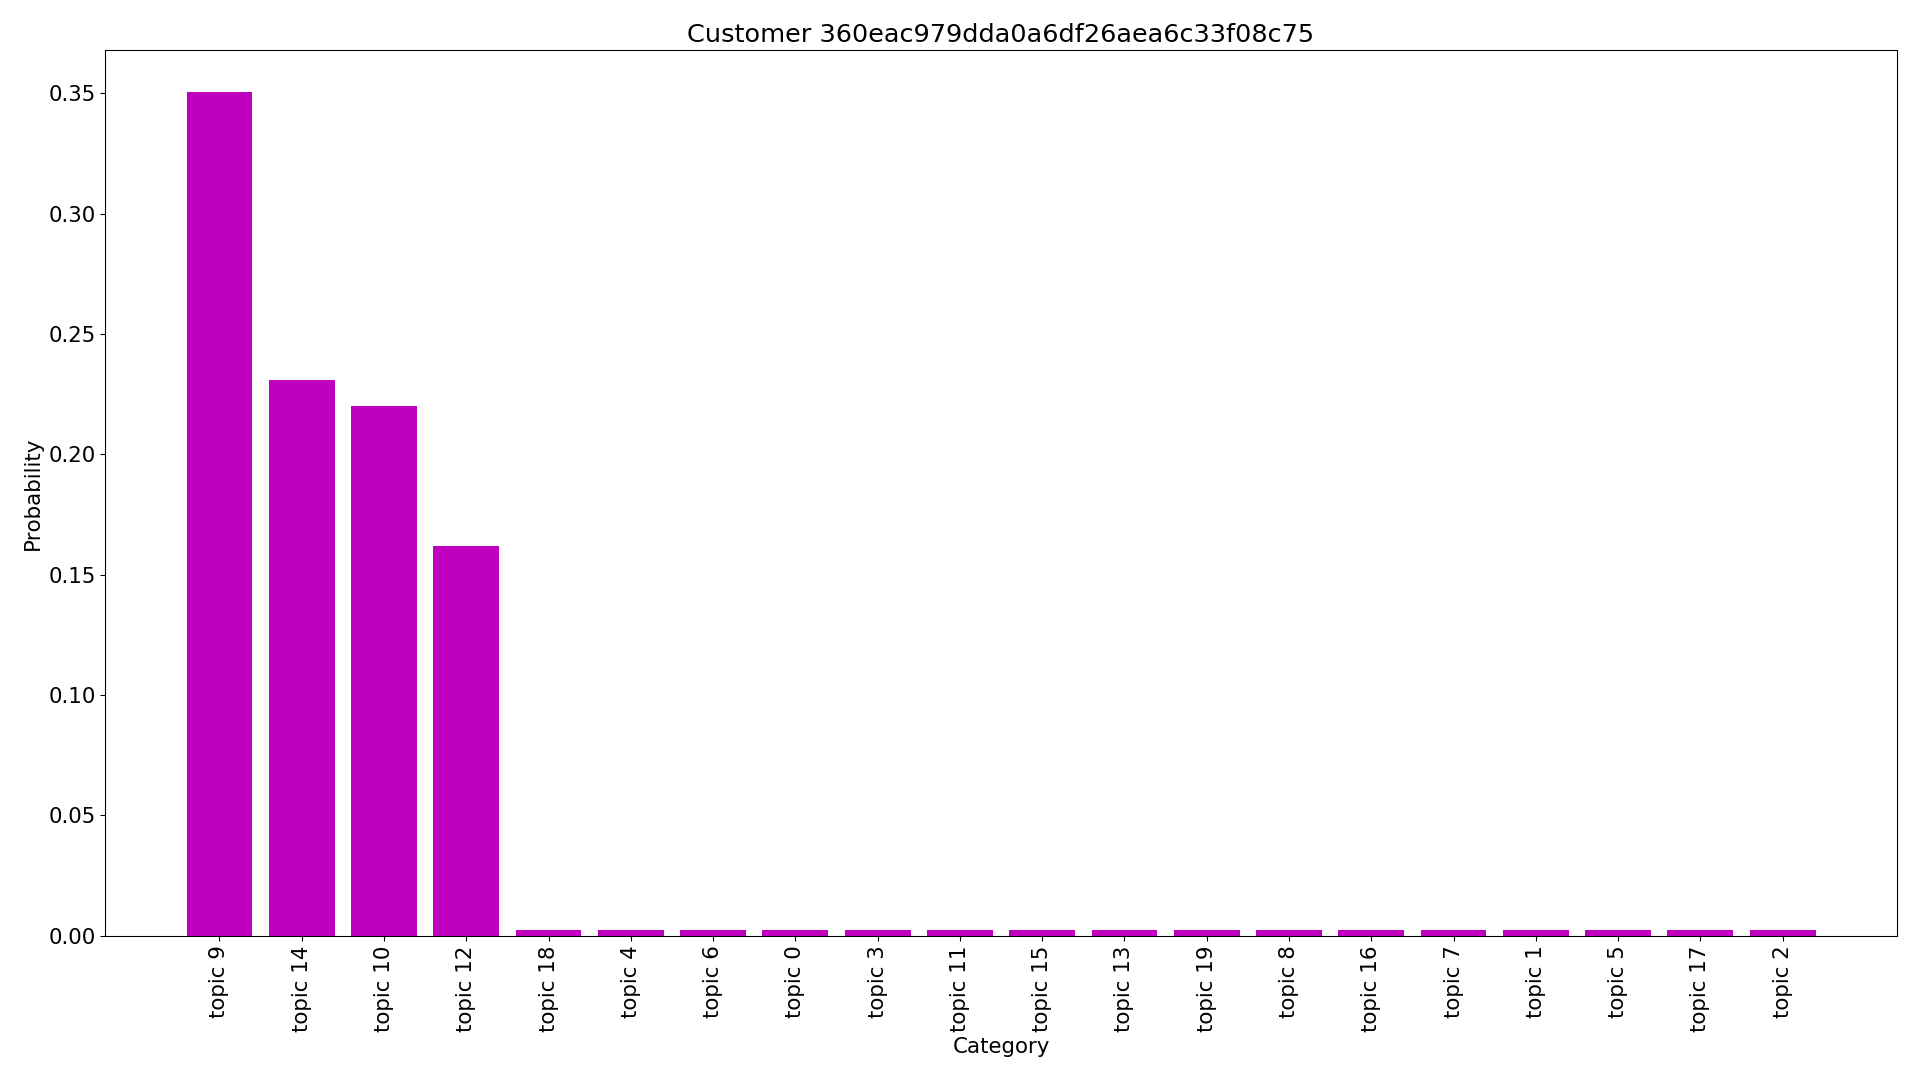 Customer 360eac979dda0a6df26aea6c33f08c75
Probability
0.35
0.30
0.25
0.20
0.15
0.10
0.05
0.00
topic 9
topic 14
topic 10
topic 12
topic 18
topic 4
topic 6
topic 0
topic 3
topic 11
topic 15
topic 13
topic 19
topic 8
topic 16
topic 7
topic 1
topic 5
topic 17
topic 2
Category